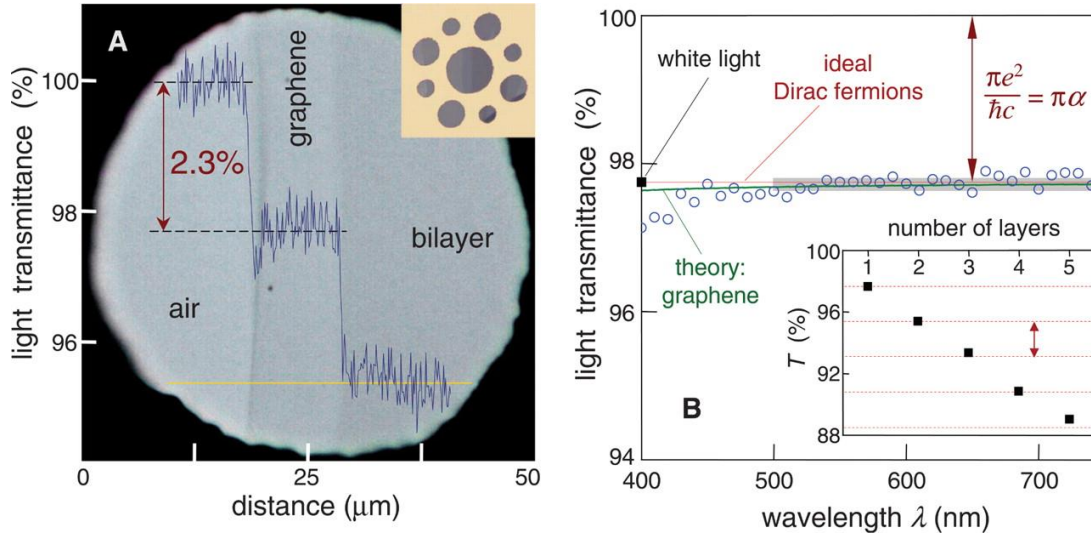 A
graphene
100
2.3%
98
bilayer
air
96
light transmittance (%)
0
25
50
distance (μm)
100
white light
ideal
Dirac fermions
πe²/ħc = πα
98
theory:
graphene
96
B
94
light transmittance (%)
400
500
600
700
wavelength λ (nm)
number of layers
1 2 3 4 5
100
96
92
88
T (%)